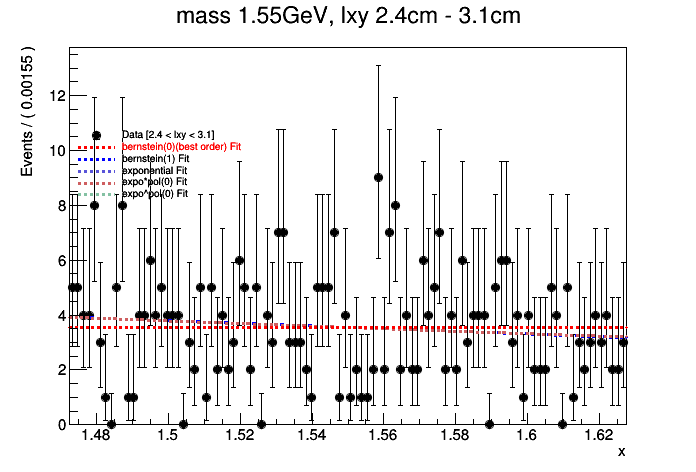 mass 1.55GeV, lxy 2.4cm - 3.1cm
Events / ( 0.00155 )
12
10
8
6
4
2
0
Data [2.4 < lxy < 3.1]
bernstein(0)(best order) Fit
bernstein(1) Fit
exponential Fit
expo*pol(0) Fit
expo^pol(0) Fit
1.48 1.5 1.52 1.54 1.56 1.58 1.6 1.62
x